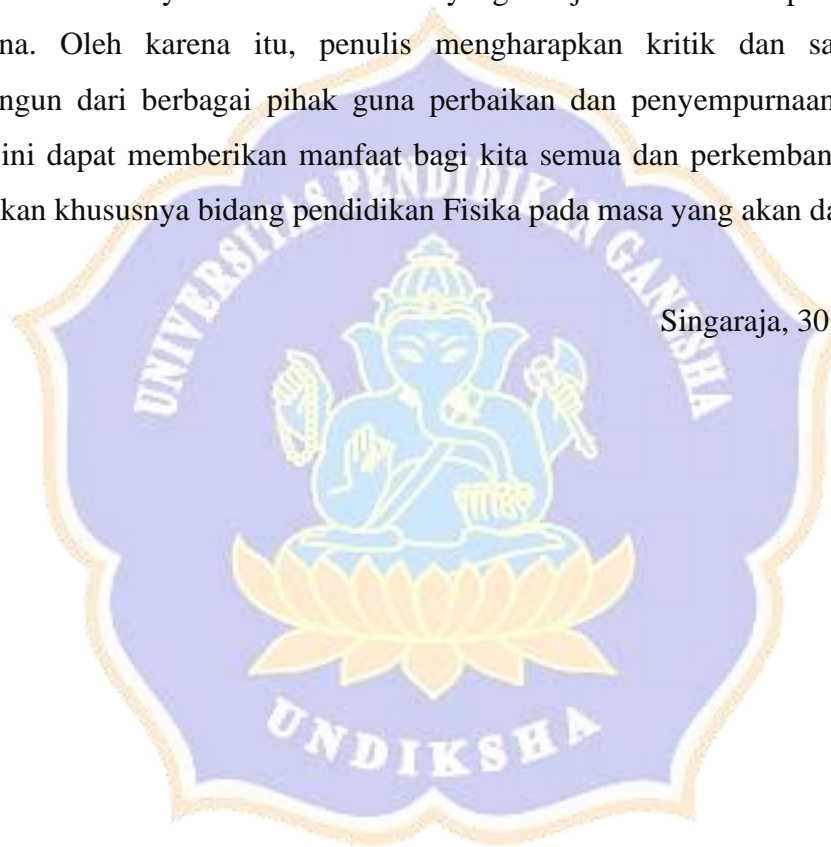 na. Oleh karena itu, penulis mengharapkan kritik dan sa
ngun dari berbagai pihak guna perbaikan dan penyempurnaan
ini dapat memberikan manfaat bagi kita semua dan perkemban
kan khususnya bidang pendidikan Fisika pada masa yang akan da
UNIVERSITAS PENDIDIKAN GANESHA
Singaraja, 30
UNDIKSHA